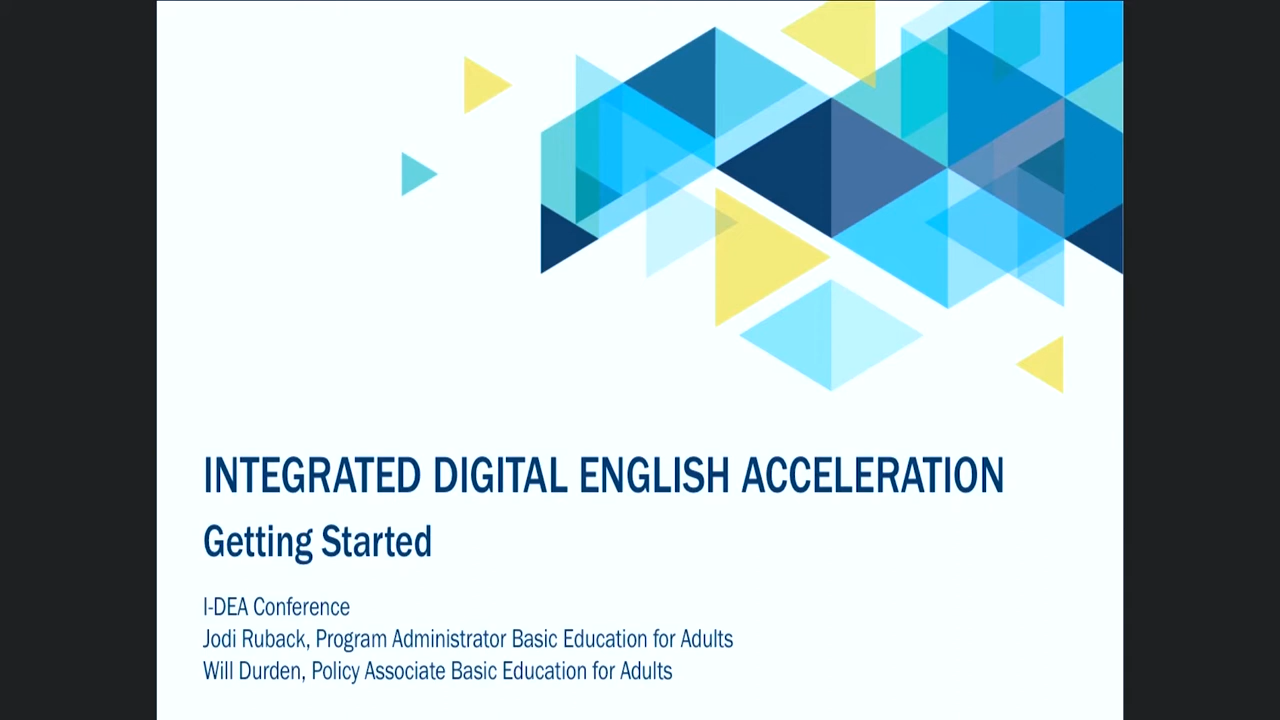 INTEGRATED DIGITAL ENGLISH ACCELERATION
Getting Started
I-DEA Conference
Jodi Ruback, Program Administrator Basic Education for Adults
Will Durden, Policy Associate Basic Education for Adults